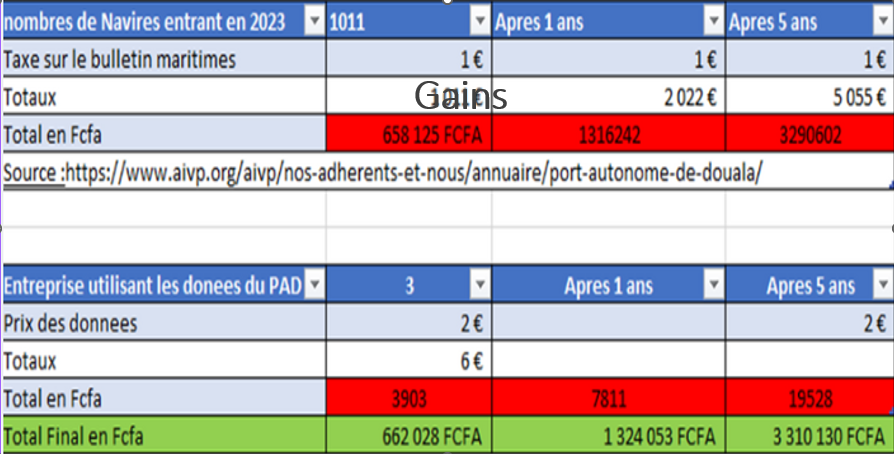 nombres de Navires entrant en 2023 1011 Apres 1 ans Apres 5 ans
Taxe sur le bulletin maritimes 1 € 1 € 1 €
Totaux Gains 2 022 € 5 055 €
Total en Fcfa 658 125 FCFA 1316242 3290602
Source :https://www.aivp.org/aivp/nos-adherents-et-nous/annuaire/port-autonome-de-douala/
Entreprise utilisant les donees du PAD 3 Apres 1 ans Apres 5 ans
Prix des donnees 2 € 2 €
Totaux 6 €
Total en Fcfa 3903 7811 19528
Total Final en Fcfa 662 028 FCFA 1 324 053 FCFA 3 310 130 FCFA